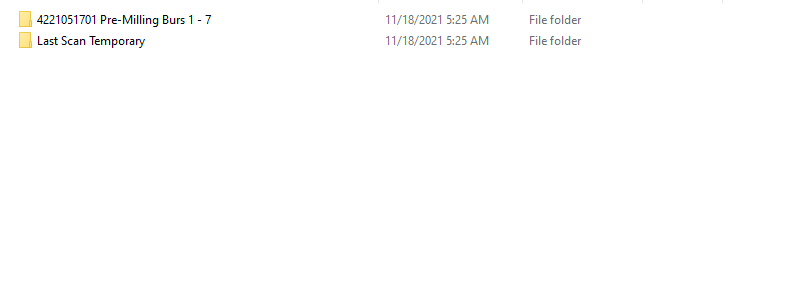 4221051701 Pre-Milling Burs 1 - 7 11/18/2021 5:25 AM File folder
Last Scan Temporary 11/18/2021 5:25 AM File folder